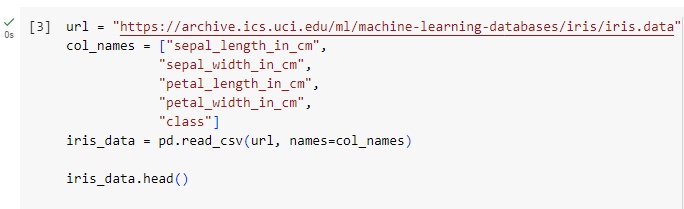 0s [3] url = "https://archive.ics.uci.edu/ml/machine-learning-databases/iris/iris.data"
col_names = ["sepal_length_in_cm",
"sepal_width_in_cm",
"petal_length_in_cm",
"petal_width_in_cm",
"class"]
iris_data = pd.read_csv(url, names=col_names)
iris_data.head()